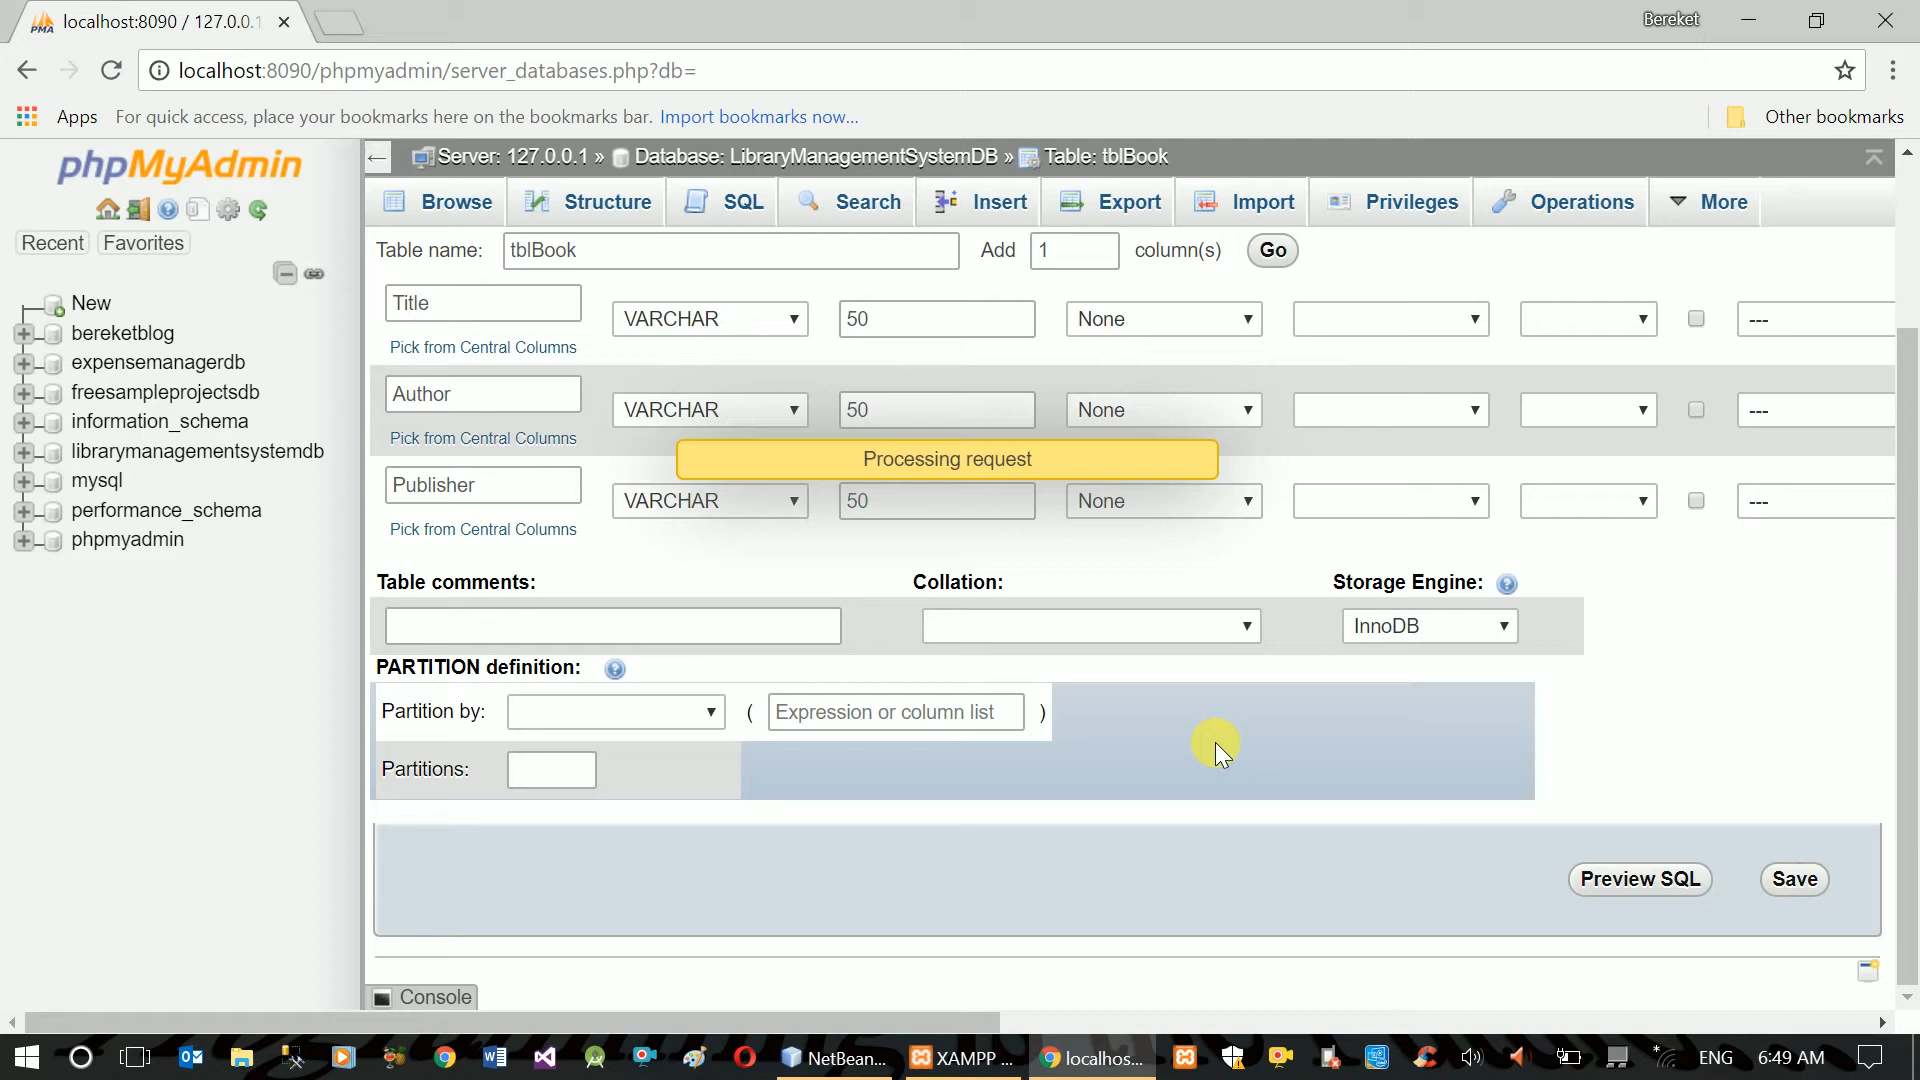 localhost:8090 / 127.0.0.1
Bereket
localhost:8090/phpmyadmin/server_databases.php?db=
Apps For quick access, place your bookmarks here on the bookmarks bar. Import bookmarks now... Other bookmarks
phpMyAdmin
Server: 127.0.0.1 » Database: LibraryManagementSystemDB » Table: tblBook
Browse Structure SQL Search Insert Export Import Privileges Operations More
Recent Favorites
New
bereketblog
expensemanagerdb
freesampleprojectsdb
information_schema
librarymanagementsystemdb
mysql
performance_schema
phpmyadmin
Table name: tblBook Add 1 column(s) Go
Title VARCHAR 50 None ---
Pick from Central Columns
Author VARCHAR 50 None ---
Pick from Central Columns
Processing request
Publisher VARCHAR 50 None ---
Pick from Central Columns
Table comments: Collation: Storage Engine:
InnoDB
PARTITION definition:
Partition by: ( Expression or column list )
Partitions:
Preview SQL Save
Console
NetBean... XAMPP ... localhos... ENG 6:49 AM